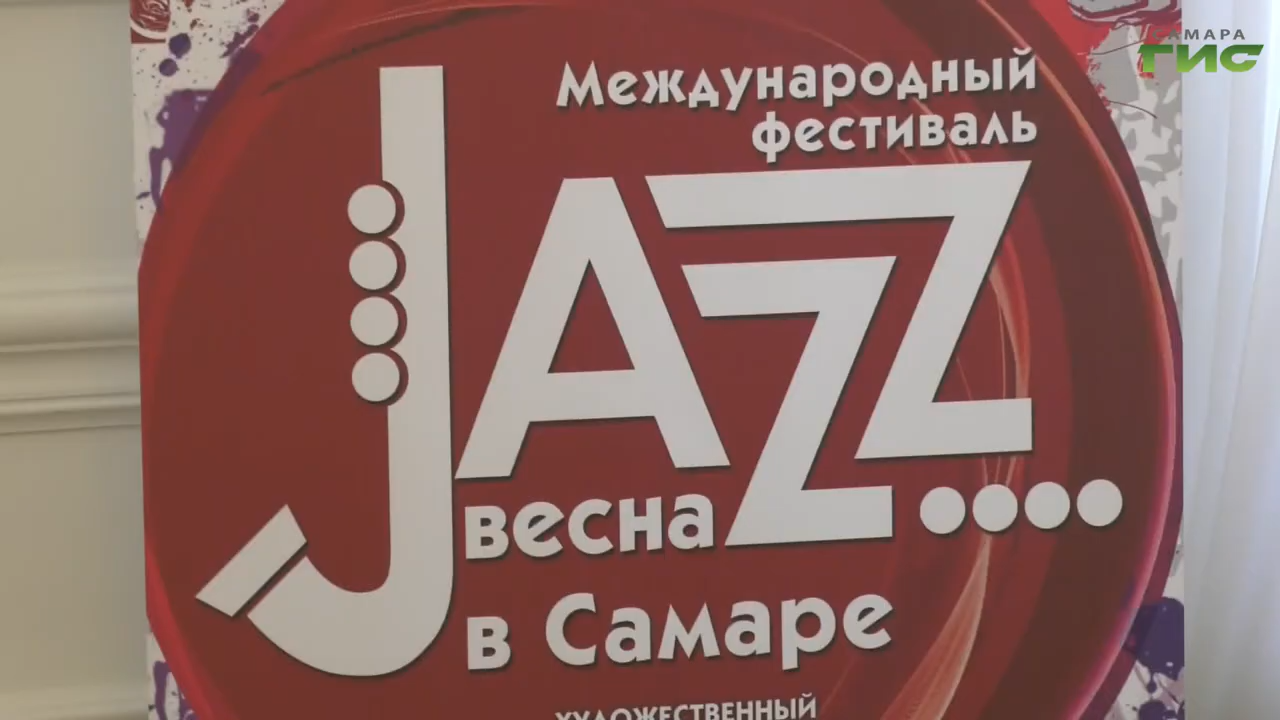 САМАРА
ГИС
Международный
фестиваль
JAZZ
весна
в Самаре
ХУДОЖЕСТВЕННЫЙ